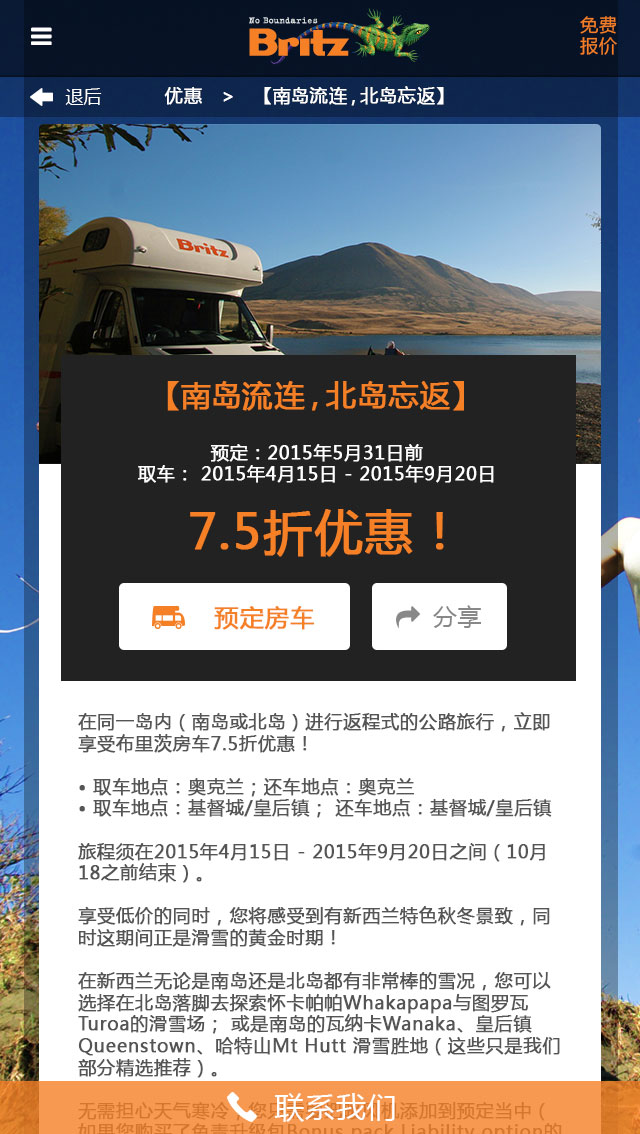 No Boundaries
Britz
免费
报价
退后 优惠 > 【南岛流连,北岛忘返】
Britz
【南岛流连,北岛忘返】
预定：2015年5月31日前
取车： 2015年4月15日 - 2015年9月20日
7.5折优惠！
预定房车 分享
在同一岛内（南岛或北岛）进行返程式的公路旅行，立即
享受布里茨房车7.5折优惠！
• 取车地点：奥克兰；还车地点：奥克兰
• 取车地点：基督城/皇后镇； 还车地点：基督城/皇后镇
旅程须在2015年4月15日 - 2015年9月20日之间（10月
18之前结束）。
享受低价的同时，您将感受到有新西兰特色秋冬景致，同
时这期间正是滑雪的黄金时期！
在新西兰无论是南岛还是北岛都有非常棒的雪况，您可以
选择在北岛落脚去探索怀卡帕帕Whakapapa与图罗瓦
Turoa的滑雪场； 或是南岛的瓦纳卡Wanaka、皇后镇
Queenstown、哈特山Mt Hutt 滑雪胜地（这些只是我们
部分精选推荐）。
无需担心天气寒冷，您只 机添加到预定当中（
联系我们
如果您购买了免责升级包Bonus pack Liability option的